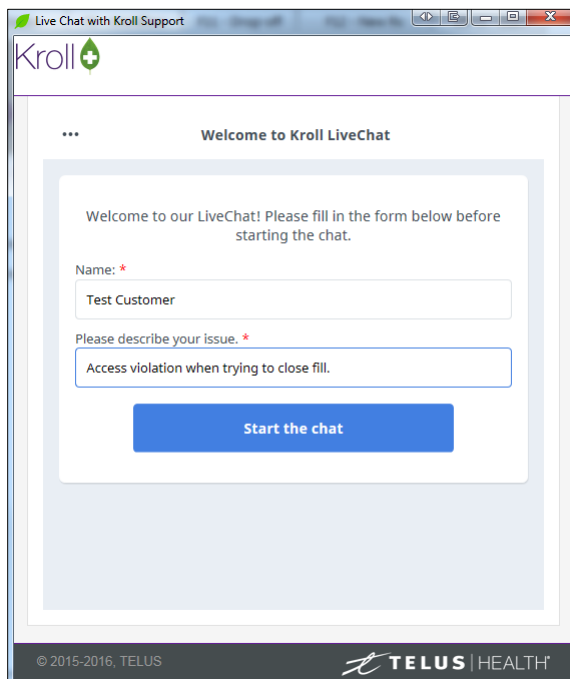 Live Chat with Kroll Support
Kroll
Welcome to Kroll LiveChat
Welcome to our LiveChat! Please fill in the form below before
starting the chat.
Name: *
Test Customer
Please describe your issue. *
Access violation when trying to close fill.
Start the chat
© 2015-2016, TELUS
TELUS | HEALTH